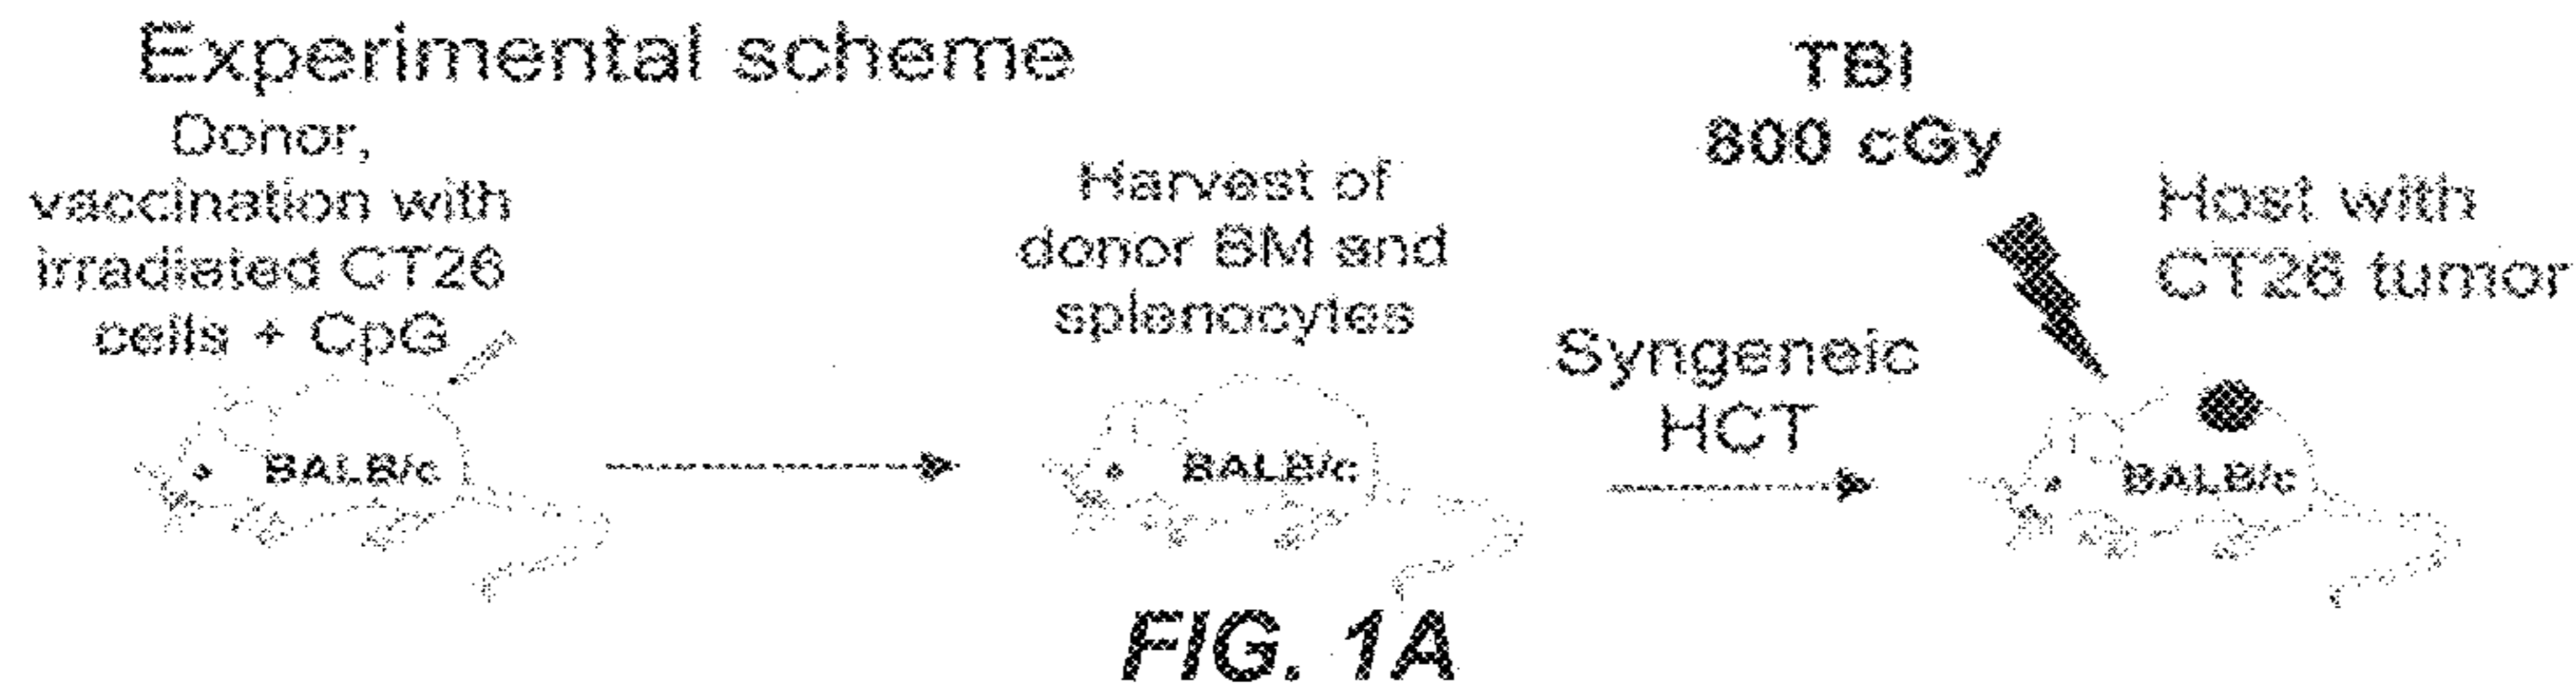 Experimental scheme
Donor,
vaccination with
irradiated CT26
cells + CpG
BALB/c
Harvest of
donor BM and
splenocytes
BALB/c
Syngeneic
HCT
TBI
800 cGy
Host with
CT26 tumor
BALB/c
FIG. 1A